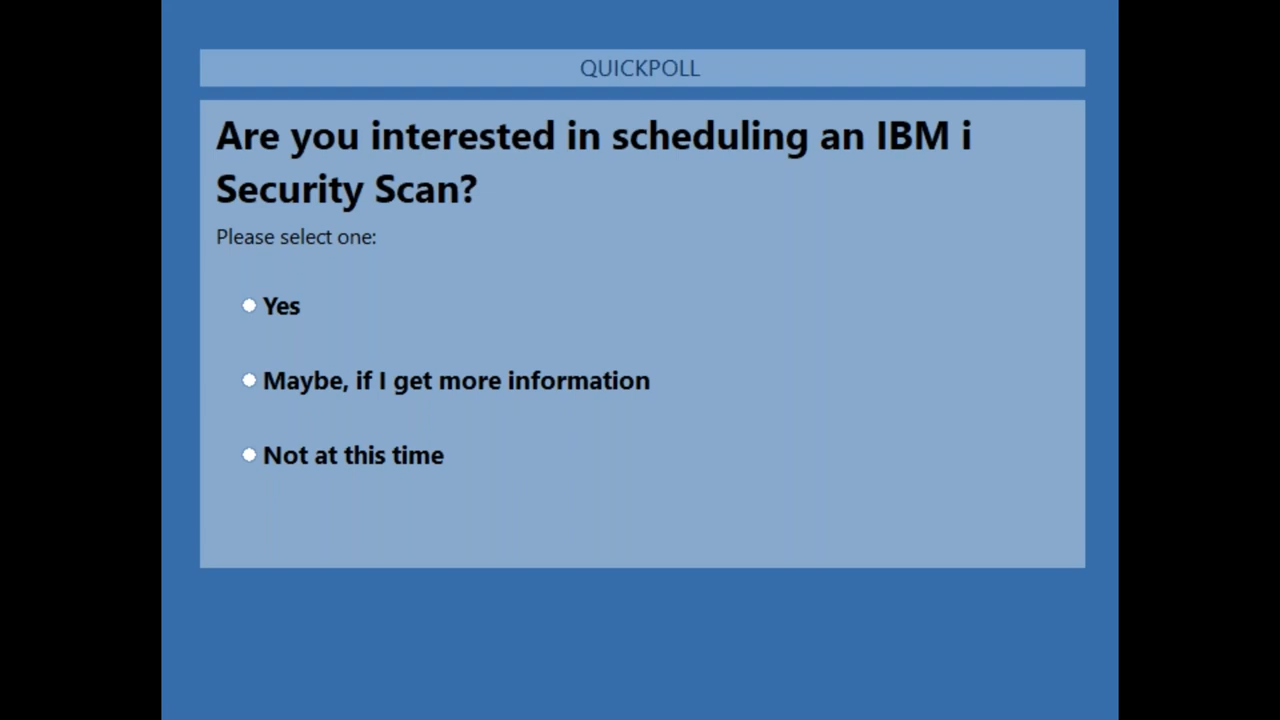 QUICKPOLL
Are you interested in scheduling an IBM i
Security Scan?
Please select one:
Yes
Maybe, if I get more information
Not at this time